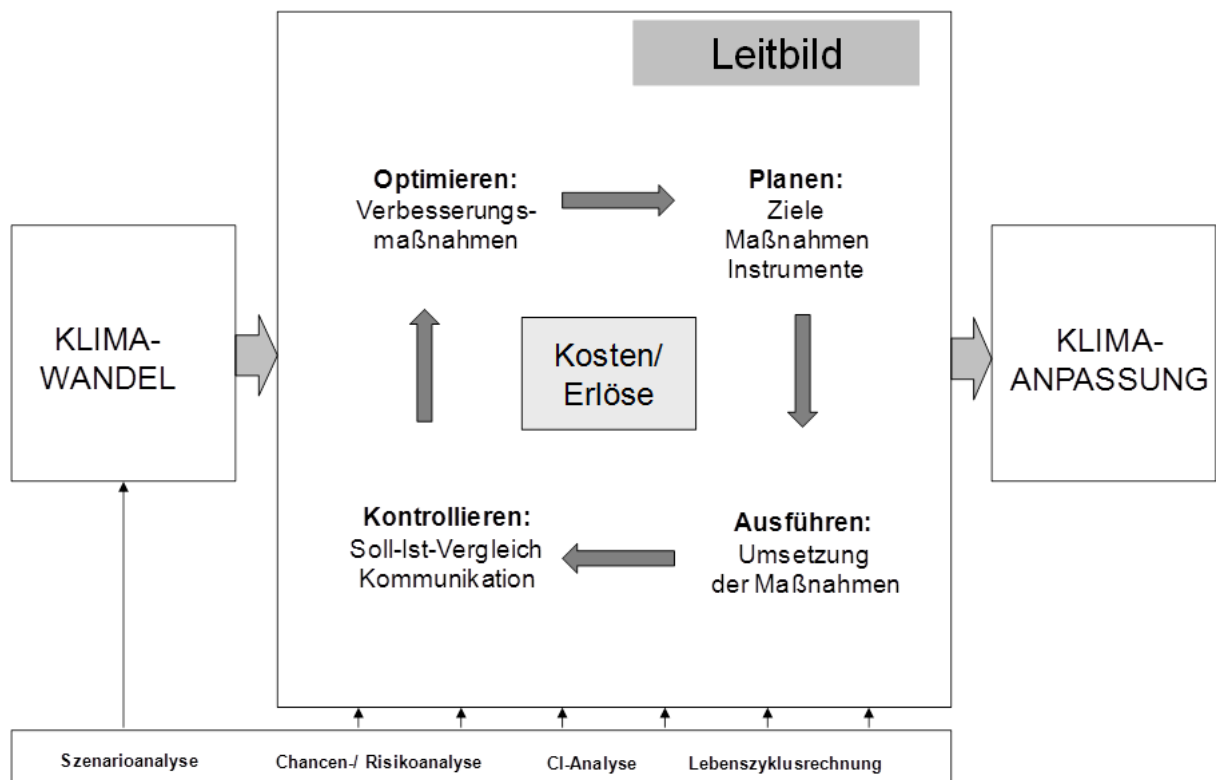 Leitbild
Optimieren:
Verbesserungs-
maßnahmen
Planen:
Ziele
Maßnahmen
Instrumente
KLIMA-
WANDEL
Kosten/
Erlöse
KLIMA-
ANPASSUNG
Kontrollieren:
Soll-Ist-Vergleich
Kommunikation
Ausführen:
Umsetzung
der Maßnahmen
Szenarioanalyse
Chancen-/ Risikoanalyse
CI-Analyse
Lebenszyklusrechnung